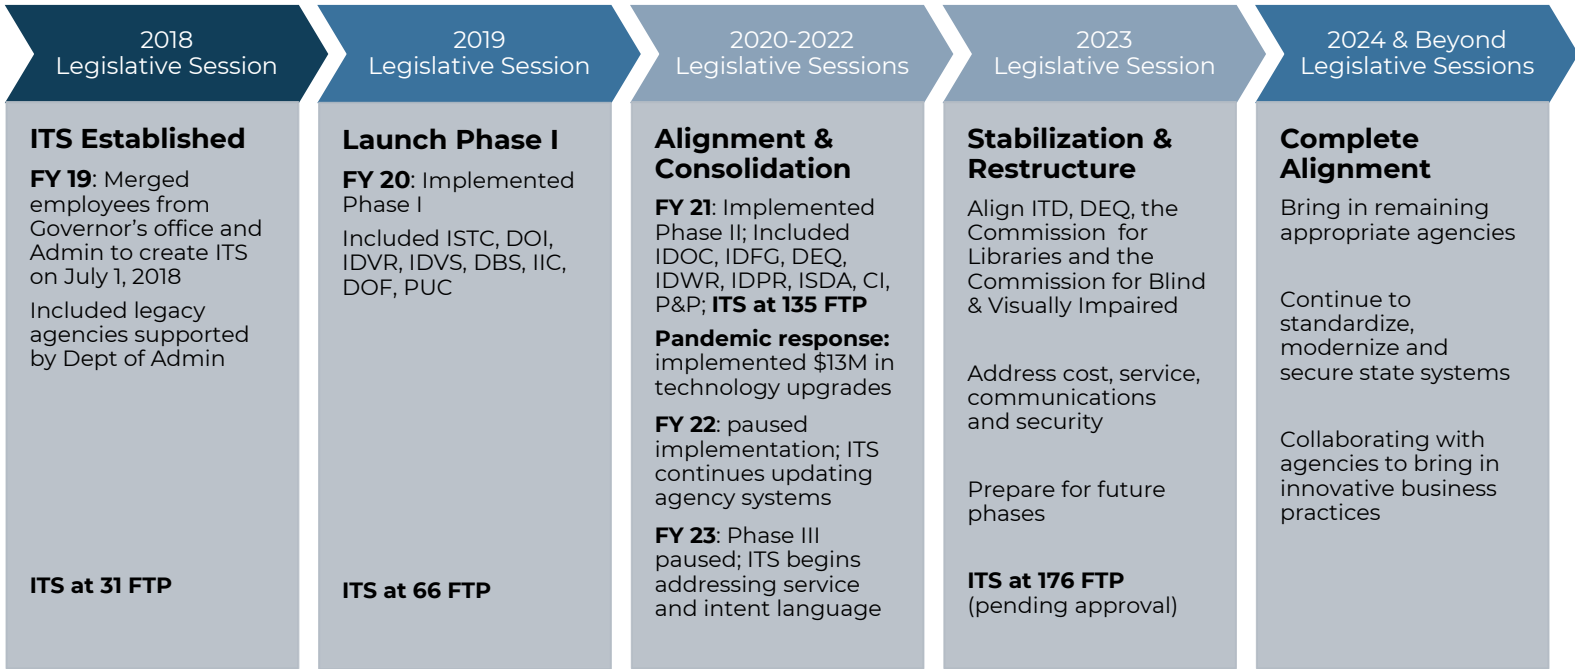 2018
Legislative Session
ITS Established
FY 19: Merged
employees from
Governor’s office and
Admin to create ITS
on July 1, 2018
Included legacy
agencies supported
by Dept of Admin
ITS at 31 FTP
2019
Legislative Session
Launch Phase I
FY 20: Implemented
Phase I
Included ISTC, DOI,
IDVR, IDVS, DBS, IIC,
DOF, PUC
ITS at 66 FTP
2020-2022
Legislative Sessions
Alignment &
Consolidation
FY 21: Implemented
Phase II; Included
IDOC, IDFG, DEQ,
IDWR, IDPR, ISDA, CI,
P&P; ITS at 135 FTP
Pandemic response:
implemented $13M in
technology upgrades
FY 22: paused
implementation; ITS
continues updating
agency systems
FY 23: Phase III
paused; ITS begins
addressing service
and intent language
2023
Legislative Session
Stabilization &
Restructure
Align ITD, DEQ, the
Commission for
Libraries and the
Commission for Blind
& Visually Impaired
Address cost, service,
communications
and security
Prepare for future
phases
ITS at 176 FTP
(pending approval)
2024 & Beyond
Legislative Sessions
Complete
Alignment
Bring in remaining
appropriate agencies
Continue to
standardize,
modernize and
secure state systems
Collaborating with
agencies to bring in
innovative business
practices